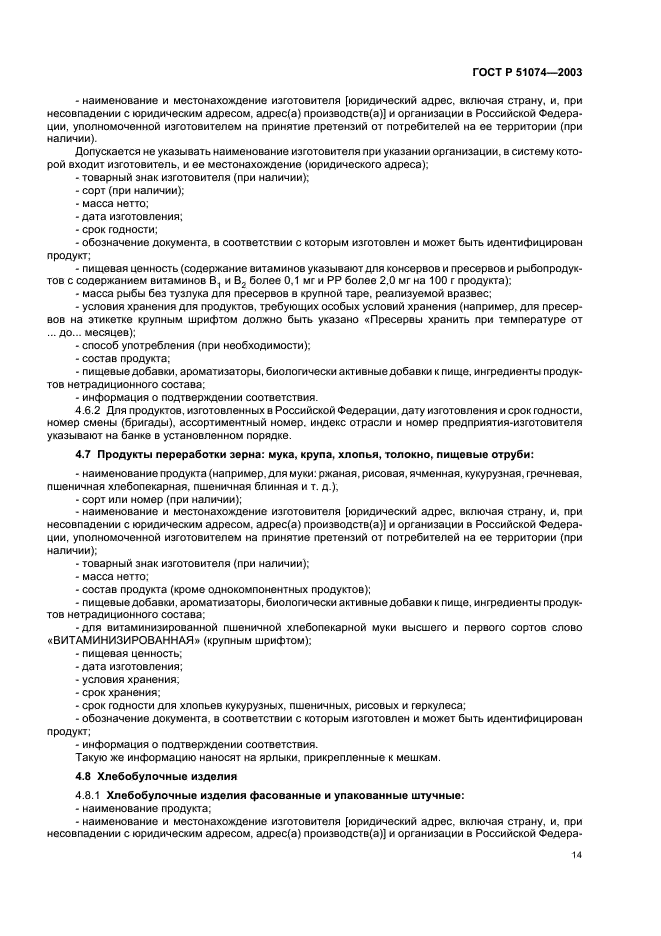 ГОСТ Р 51074—2003
- наименование и местонахождение изготовителя [юридический адрес, включая страну, и, при
несовпадении с юридическим адресом, адрес(а) производств(а)] и организации в Российской Федера-
ции, уполномоченной изготовителем на принятие претензий от потребителей на ее территории (при
наличии).
Допускается не указывать наименование изготовителя при указании организации, в систему кото-
рой входит изготовитель, и ее местонахождение (юридического адреса);
- товарный знак изготовителя (при наличии);
- сорт (при наличии);
- масса нетто;
- дата изготовления;
- срок годности;
- обозначение документа, в соответствии с которым изготовлен и может быть идентифицирован
продукт;
- пищевая ценность (содержание витаминов указывают для консервов и пресервов и рыбопродук-
тов с содержанием витаминов В1 и В2 более 0,1 мг и РР более 2,0 мг на 100 г продукта);
- масса рыбы без тузлука для пресервов в крупной таре, реализуемой вразвес;
- условия хранения для продуктов, требующих особых условий хранения (например, для пресер-
вов на этикетке крупным шрифтом должно быть указано «Пресервы хранить при температуре от
... до... месяцев);
- способ употребления (при необходимости);
- состав продукта;
- пищевые добавки, ароматизаторы, биологически активные добавки к пище, ингредиенты продук-
тов нетрадиционного состава;
- информация о подтверждении соответствия.
4.6.2 Для продуктов, изготовленных в Российской Федерации, дату изготовления и срок годности,
номер смены (бригады), ассортиментный номер, индекс отрасли и номер предприятия-изготовителя
указывают на банке в установленном порядке.
4.7 Продукты переработки зерна: мука, крупа, хлопья, толокно, пищевые отруби:
- наименование продукта (например, для муки: ржаная, рисовая, ячменная, кукурузная, гречневая,
пшеничная хлебопекарная, пшеничная блинная и т. д.);
- сорт или номер (при наличии);
- наименование и местонахождение изготовителя [юридический адрес, включая страну, и, при
несовпадении с юридическим адресом, адрес(а) производств(а)] и организации в Российской Федера-
ции, уполномоченной изготовителем на принятие претензий от потребителей на ее территории (при
наличии);
- товарный знак изготовителя (при наличии);
- масса нетто;
- состав продукта (кроме однокомпонентных продуктов);
- пищевые добавки, ароматизаторы, биологически активные добавки к пище, ингредиенты продук-
тов нетрадиционного состава;
- для витаминизированной пшеничной хлебопекарной муки высшего и первого сортов слово
«ВИТАМИНИЗИРОВАННАЯ» (крупным шрифтом);
- пищевая ценность;
- дата изготовления;
- условия хранения;
- срок хранения;
- срок годности для хлопьев кукурузных, пшеничных, рисовых и геркулеса;
- обозначение документа, в соответствии с которым изготовлен и может быть идентифицирован
продукт;
- информация о подтверждении соответствия.
Такую же информацию наносят на ярлыки, прикрепленные к мешкам.
4.8 Хлебобулочные изделия
4.8.1 Хлебобулочные изделия фасованные и упакованные штучные:
- наименование продукта;
- наименование и местонахождение изготовителя [юридический адрес, включая страну, и, при
несовпадении с юридическим адресом, адрес(а) производств(а)] и организации в Российской Федера-
14